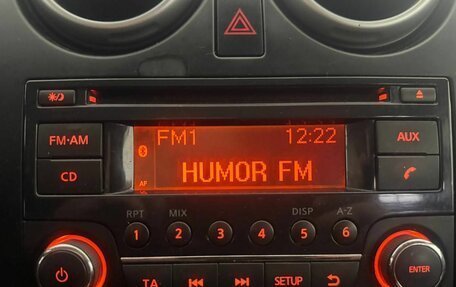 FM1 12:22
FM·AM AUX
HUMOR FM
AF
CD
RPT MIX DISP A-Z
1 2 3 4 5 6
TA SETUP ENTER